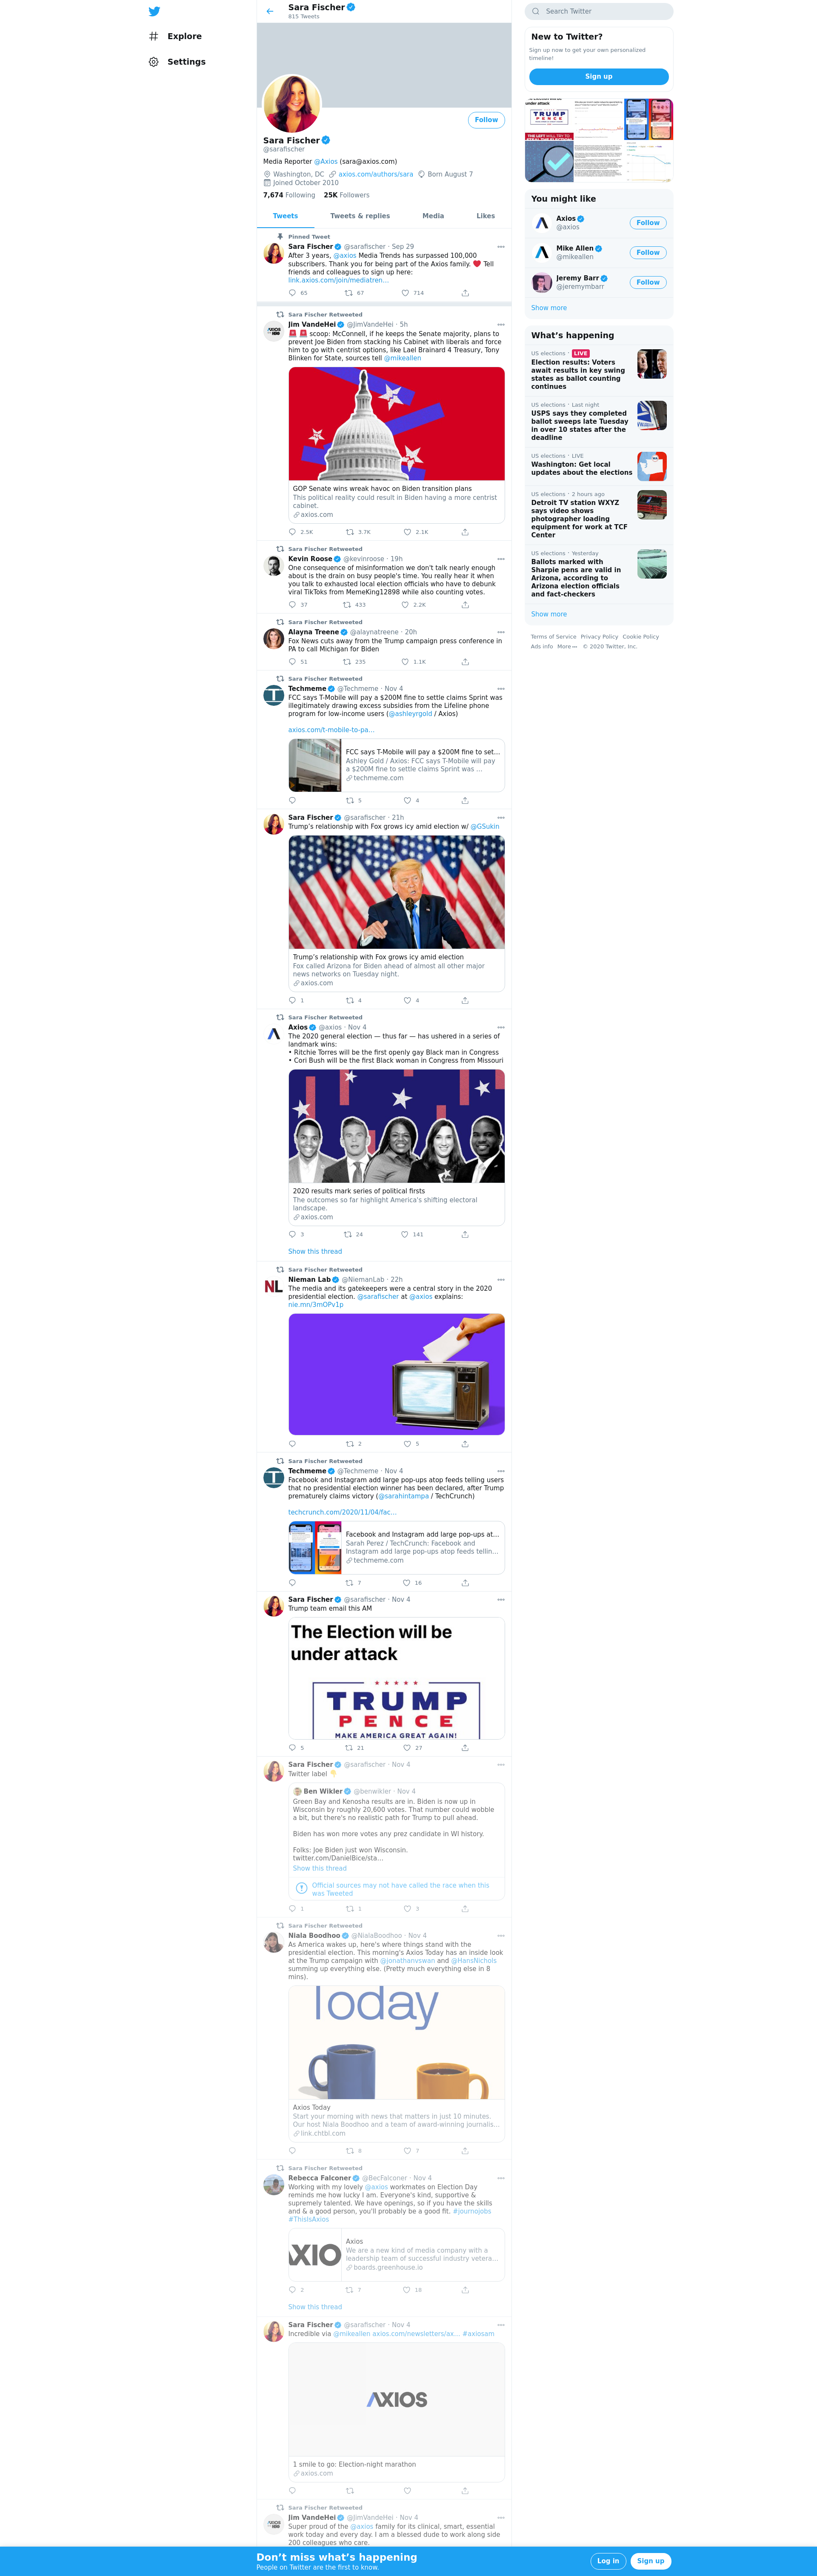 Explore
Settings
Sara Fischer
815 Tweets
Follow
Sara Fischer
@sarafischer
Media Reporter @Axios (sara@axios.com)
Washington, DC axios.com/authors/sara Born August 7
Joined October 2010
7,674 Following 25K Followers
Tweets Tweets & replies Media Likes
Pinned Tweet
Sara Fischer @sarafischer · Sep 29
After 3 years, @axios Media Trends has surpassed 100,000
subscribers. Thank you for being part of the Axios family. ❤️ Tell
friends and colleagues to sign up here:
link.axios.com/join/mediatren…
65 67 714
Sara Fischer Retweeted
Jim VandeHei @JimVandeHei · 5h
🚨 🚨 scoop: McConnell, if he keeps the Senate majority, plans to
prevent Joe Biden from stacking his Cabinet with liberals and force
him to go with centrist options, like Lael Brainard 4 Treasury, Tony
Blinken for State, sources tell @mikeallen
GOP Senate wins wreak havoc on Biden transition plans
This political reality could result in Biden having a more centrist
cabinet.
axios.com
2.5K 3.7K 2.1K
Sara Fischer Retweeted
Kevin Roose @kevinroose · 19h
One consequence of misinformation we don't talk nearly enough
about is the drain on busy people's time. You really hear it when
you talk to exhausted local election officials who have to debunk
viral TikToks from MemeKing12898 while also counting votes.
37 433 2.2K
Sara Fischer Retweeted
Alayna Treene @alaynatreene · 20h
Fox News cuts away from the Trump campaign press conference in
PA to call Michigan for Biden
51 235 1.1K
Sara Fischer Retweeted
Techmeme @Techmeme · Nov 4
FCC says T-Mobile will pay a $200M fine to settle claims Sprint was
illegitimately drawing excess subsidies from the Lifeline phone
program for low-income users (@ashleyrgold / Axios)
axios.com/t-mobile-to-pa…
FCC says T-Mobile will pay a $200M fine to set…
Ashley Gold / Axios: FCC says T-Mobile will pay
a $200M fine to settle claims Sprint was …
techmeme.com
5 4
Sara Fischer @sarafischer · 21h
Trump’s relationship with Fox grows icy amid election w/ @GSukin
Trump’s relationship with Fox grows icy amid election
Fox called Arizona for Biden ahead of almost all other major
news networks on Tuesday night.
axios.com
1 4 4
Sara Fischer Retweeted
Axios @axios · Nov 4
The 2020 general election — thus far — has ushered in a series of
landmark wins:
• Ritchie Torres will be the first openly gay Black man in Congress
• Cori Bush will be the first Black woman in Congress from Missouri
2020 results mark series of political firsts
The outcomes so far highlight America's shifting electoral
landscape.
axios.com
3 24 141
Show this thread
Sara Fischer Retweeted
Nieman Lab @NiemanLab · 22h
The media and its gatekeepers were a central story in the 2020
presidential election. @sarafischer at @axios explains:
nie.mn/3mOPv1p
2 5
Sara Fischer Retweeted
Techmeme @Techmeme · Nov 4
Facebook and Instagram add large pop-ups atop feeds telling users
that no presidential election winner has been declared, after Trump
prematurely claims victory (@sarahintampa / TechCrunch)
techcrunch.com/2020/11/04/fac…
Facebook and Instagram add large pop-ups at…
Sarah Perez / TechCrunch: Facebook and
Instagram add large pop-ups atop feeds tellin…
techmeme.com
7 16
Sara Fischer @sarafischer · Nov 4
Trump team email this AM
The Election will be
under attack
TRUMP
PENCE
MAKE AMERICA GREAT AGAIN!
5 21 27
Sara Fischer @sarafischer · Nov 4
Twitter label 👇
Ben Wikler @benwikler · Nov 4
Green Bay and Kenosha results are in. Biden is now up in
Wisconsin by roughly 20,600 votes. That number could wobble
a bit, but there's no realistic path for Trump to pull ahead.
Biden has won more votes any prez candidate in WI history.
Folks: Joe Biden just won Wisconsin.
twitter.com/DanielBice/sta…
Show this thread
Official sources may not have called the race when this
was Tweeted
1 1 3
Sara Fischer Retweeted
Niala Boodhoo @NialaBoodhoo · Nov 4
As America wakes up, here's where things stand with the
presidential election. This morning's Axios Today has an inside look
at the Trump campaign with @jonathanvswan and @HansNichols
summing up everything else. (Pretty much everything else in 8
mins).
Today
Axios Today
Start your morning with news that matters in just 10 minutes.
Our host Niala Boodhoo and a team of award-winning journalis…
link.chtbl.com
8 7
Sara Fischer Retweeted
Rebecca Falconer @BecFalconer · Nov 4
Working with my lovely @axios workmates on Election Day
reminds me how lucky I am. Everyone's kind, supportive &
supremely talented. We have openings, so if you have the skills
and & a good person, you'll probably be a good fit. #journojobs
#ThisIsAxios
AXIO
Axios
We are a new kind of media company with a
leadership team of successful industry vetera…
boards.greenhouse.io
2 7 18
Show this thread
Sara Fischer @sarafischer · Nov 4
Incredible via @mikeallen axios.com/newsletters/ax… #axiosam
AXIOS
1 smile to go: Election-night marathon
axios.com
Sara Fischer Retweeted
Jim VandeHei @JimVandeHei · Nov 4
Super proud of the @axios family for its clinical, smart, essential
work today and every day. I am a blessed dude to work along side
200 colleagues who care.
Search Twitter
New to Twitter?
Sign up now to get your own personalized
timeline!
Sign up
under attack
TRUMP
PENCE
You might like
Axios
@axios
Follow
Mike Allen
@mikeallen
Follow
Jeremy Barr
@jeremymbarr
Follow
Show more
What’s happening
US elections · LIVE
Election results: Voters
await results in key swing
states as ballot counting
continues
US elections · Last night
USPS says they completed
ballot sweeps late Tuesday
in over 10 states after the
deadline
US elections · LIVE
Washington: Get local
updates about the elections
US elections · 2 hours ago
Detroit TV station WXYZ
says video shows
photographer loading
equipment for work at TCF
Center
US elections · Yesterday
Ballots marked with
Sharpie pens are valid in
Arizona, according to
Arizona election officials
and fact-checkers
Show more
Terms of Service Privacy Policy Cookie Policy
Ads info More © 2020 Twitter, Inc.
Don’t miss what’s happening
People on Twitter are the first to know.
Log in Sign up